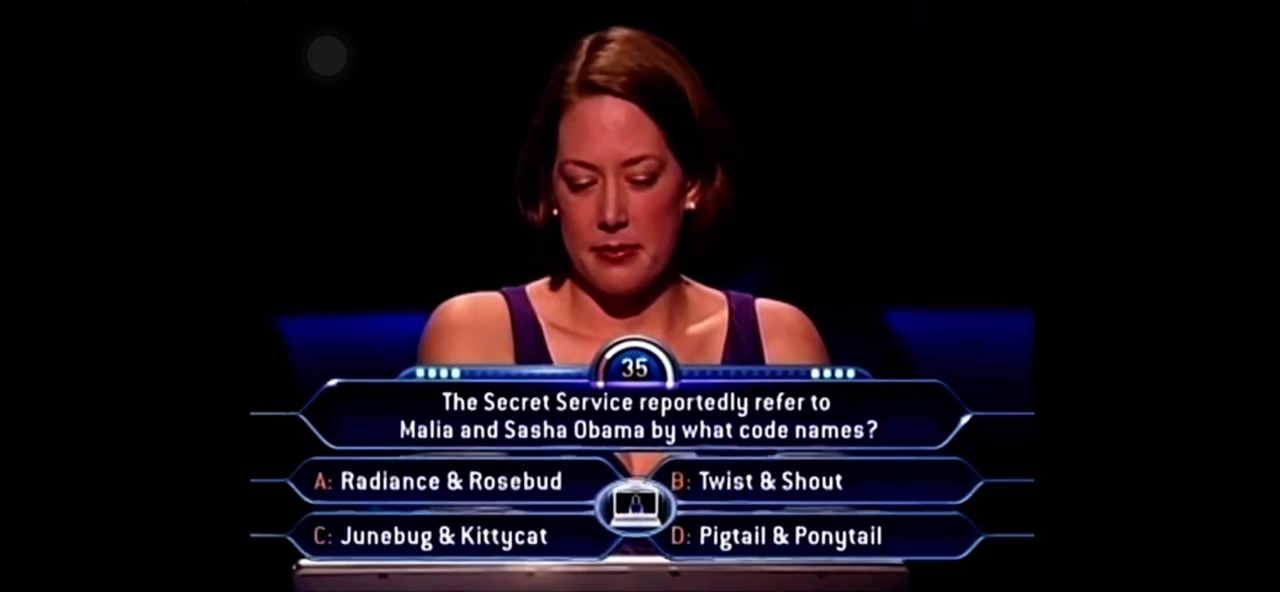 35
The Secret Service reportedly refer to
Malia and Sasha Obama by what code names?
A: Radiance & Rosebud
B: Twist & Shout
C: Junebug & Kittycat
D: Pigtail & Ponytail